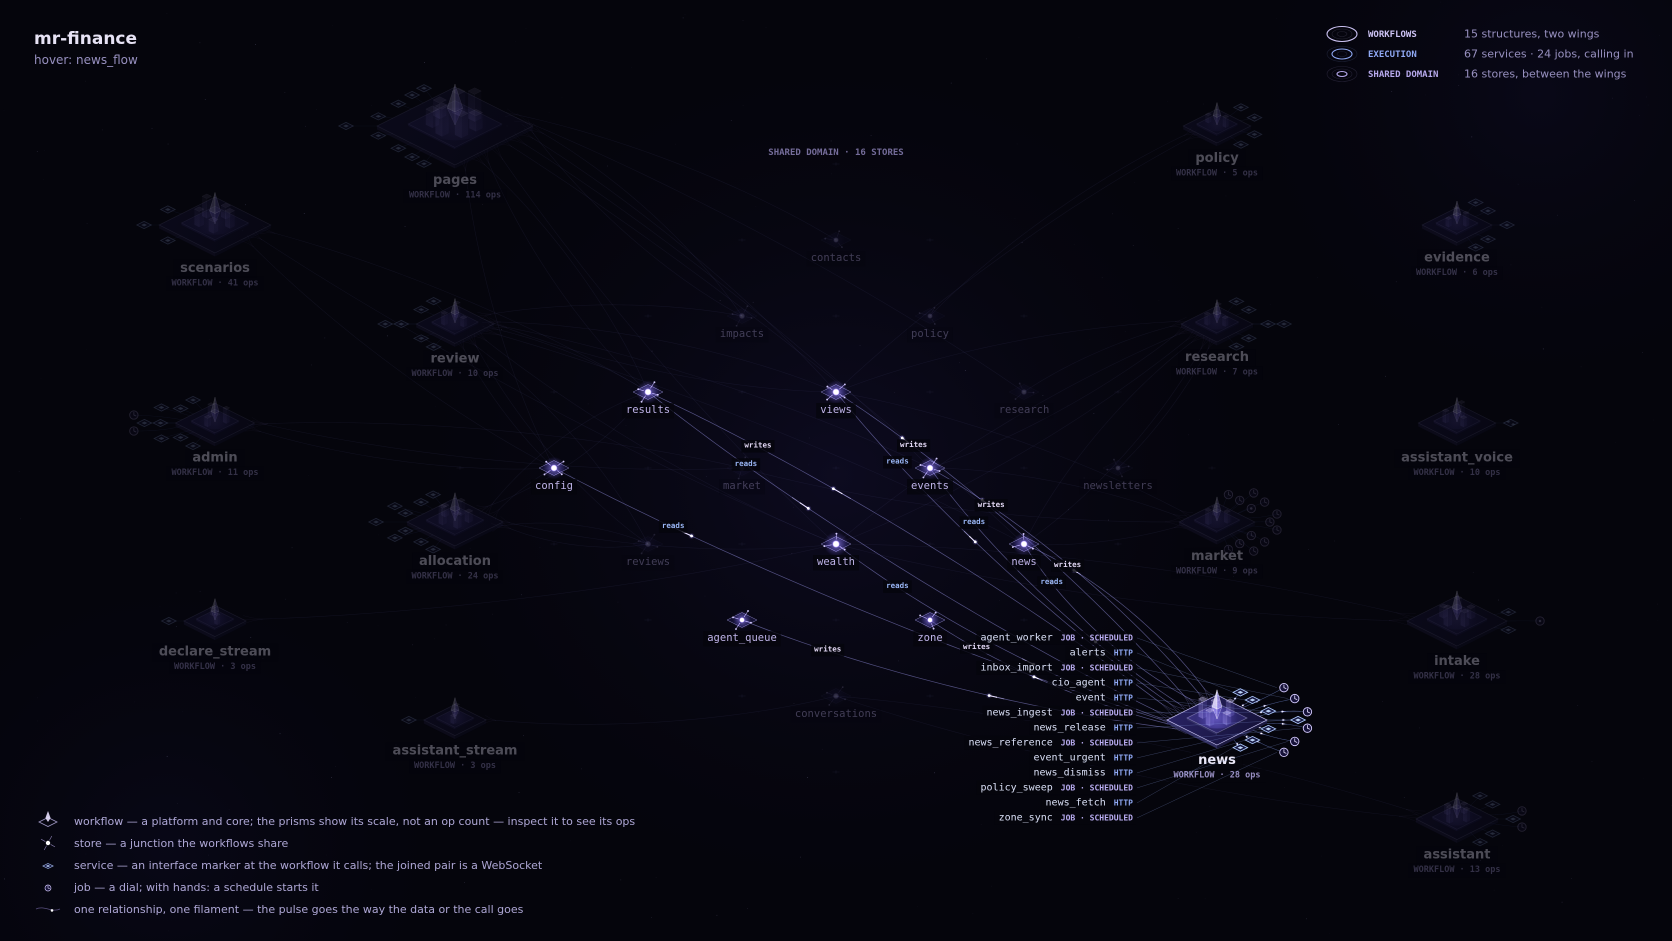 mr-finance
hover: news_flow
WORKFLOWS 15 structures, two wings
EXECUTION 67 services · 24 jobs, calling in
SHARED DOMAIN 16 stores, between the wings
SHARED DOMAIN · 16 STORES
pages
WORKFLOW · 114 ops
policy
WORKFLOW · 5 ops
scenarios
WORKFLOW · 41 ops
contacts
evidence
WORKFLOW · 6 ops
impacts
policy
review
WORKFLOW · 10 ops
research
WORKFLOW · 7 ops
results
views
research
admin
WORKFLOW · 11 ops
writes
reads
writes
reads
assistant_voice
WORKFLOW · 10 ops
config
market
events
newsletters
writes
reads
reads
allocation
WORKFLOW · 24 ops
reviews
wealth
news
writes
reads
reads
market
WORKFLOW · 9 ops
declare_stream
WORKFLOW · 3 ops
agent_queue
zone
writes
writes
intake
WORKFLOW · 28 ops
agent_worker JOB · SCHEDULED
alerts HTTP
inbox_import JOB · SCHEDULED
cio_agent HTTP
event HTTP
news_ingest JOB · SCHEDULED
news_release HTTP
news_reference JOB · SCHEDULED
event_urgent HTTP
news_dismiss HTTP
policy_sweep JOB · SCHEDULED
news_fetch HTTP
zone_sync JOB · SCHEDULED
conversations
assistant_stream
WORKFLOW · 3 ops
news
WORKFLOW · 28 ops
assistant
WORKFLOW · 13 ops
workflow — a platform and core; the prisms show its scale, not an op count — inspect it to see its ops
store — a junction the workflows share
service — an interface marker at the workflow it calls; the joined pair is a WebSocket
job — a dial; with hands: a schedule starts it
one relationship, one filament — the pulse goes the way the data or the call goes